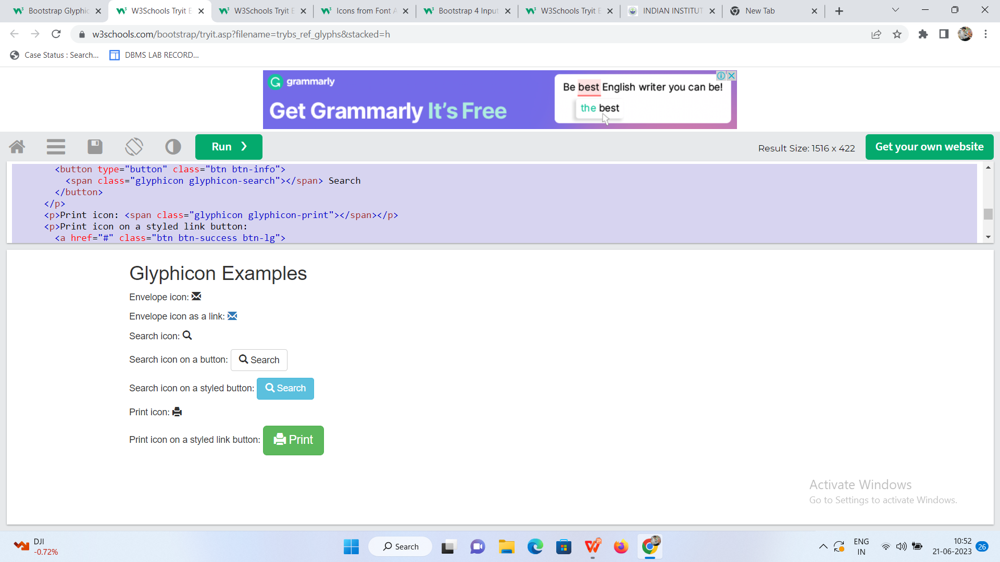 Bootstrap Glyphic
W3Schools Tryit E
W3Schools Tryit E
Icons from Font A
Bootstrap 4 Input
W3Schools Tryit E
INDIAN INSTITUT
New Tab
w3schools.com/bootstrap/tryit.asp?filename=trybs_ref_glyphs&stacked=h
Case Status : Search...
DBMS LAB RECORD...
grammarly
Get Grammarly It's Free
Be best English writer you can be!
the best
Run ❯
Result Size: 1516 x 422
Get your own website
<button type="button" class="btn btn-info">
<span class="glyphicon glyphicon-search"></span> Search
</button>
</p>
<p>Print icon: <span class="glyphicon glyphicon-print"></span></p>
<p>Print icon on a styled link button:
<a href="#" class="btn btn-success btn-lg">
Glyphicon Examples
Envelope icon:
Envelope icon as a link:
Search icon:
Search icon on a button: Search
Search icon on a styled button: Search
Print icon:
Print icon on a styled link button: Print
Activate Windows
Go to Settings to activate Windows.
DJI
-0.72%
Search
ENG
IN
10:52
21-06-2023
26